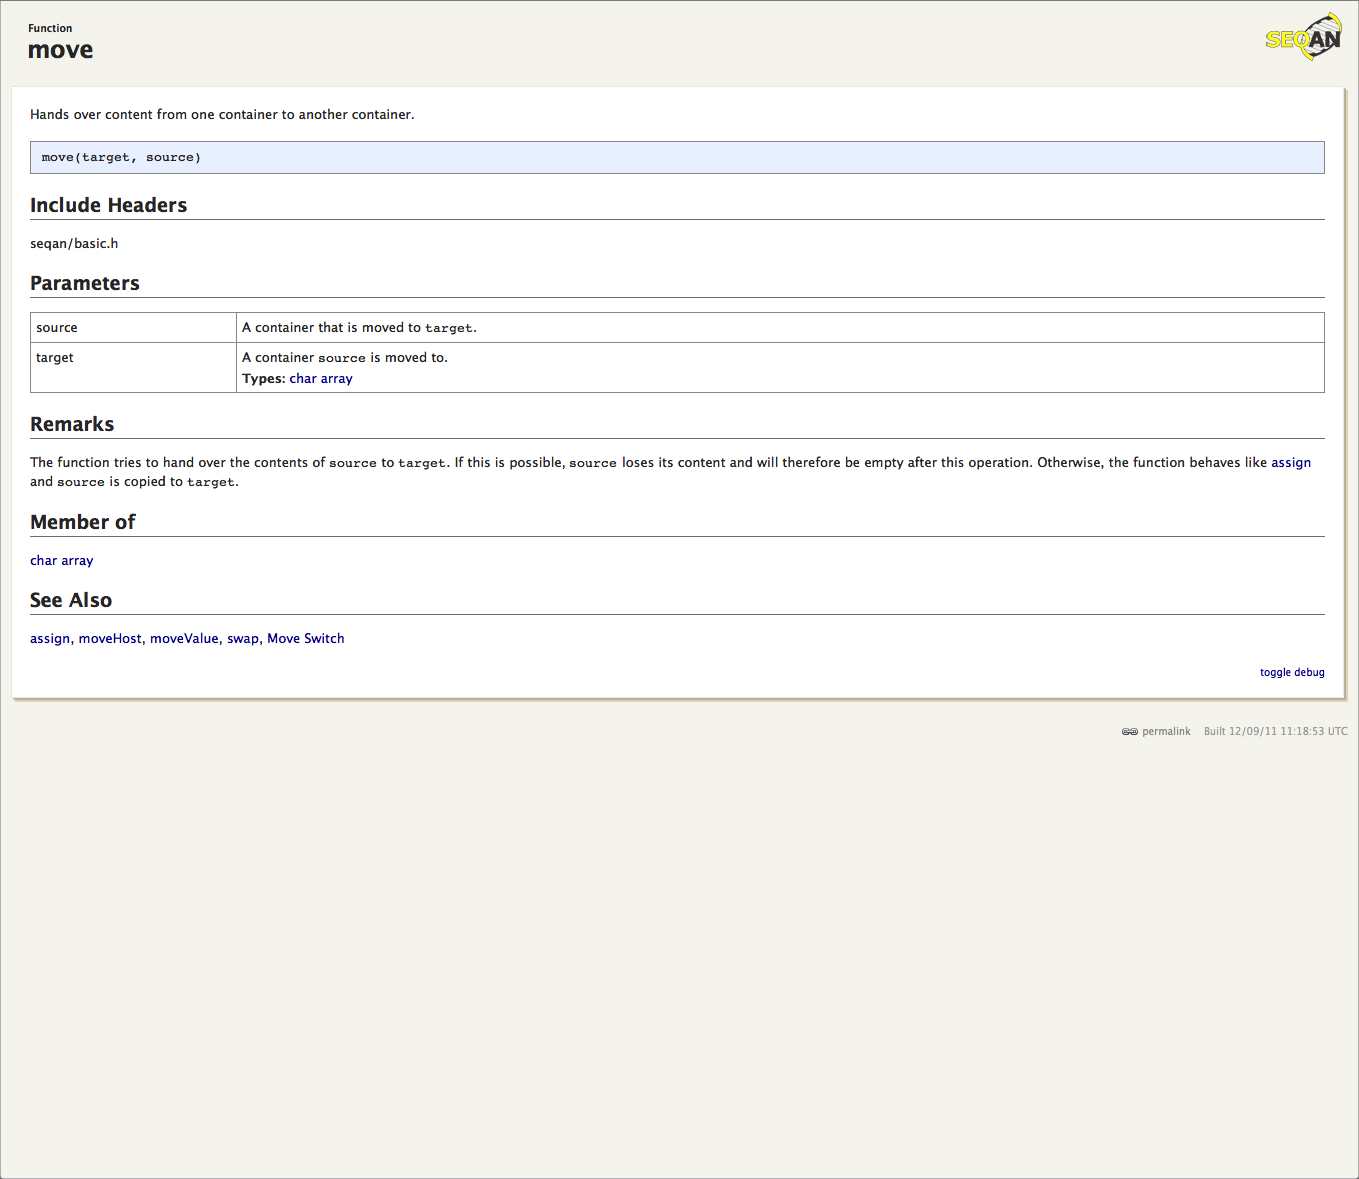 Function
move
SEQAN
Hands over content from one container to another container.
move(target, source)
Include Headers
seqan/basic.h
Parameters
source A container that is moved to target.
target A container source is moved to.
Types: char array
Remarks
The function tries to hand over the contents of source to target. If this is possible, source loses its content and will therefore be empty after this operation. Otherwise, the function behaves like assign
and source is copied to target.
Member of
char array
See Also
assign, moveHost, moveValue, swap, Move Switch
toggle debug
permalink Built 12/09/11 11:18:53 UTC